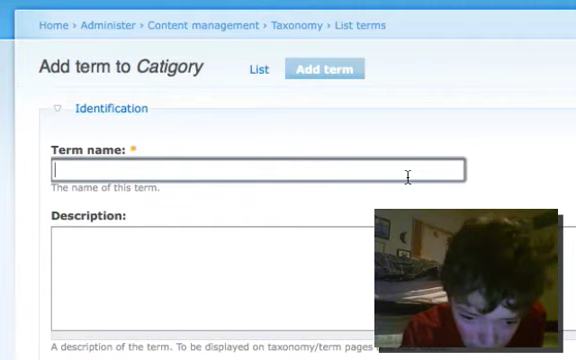 Home › Administer › Content management › Taxonomy › List terms
Add term to Catigory List Add term
Identification
Term name: *
The name of this term.
Description:
A description of the term. To be displayed on taxonomy/term pages